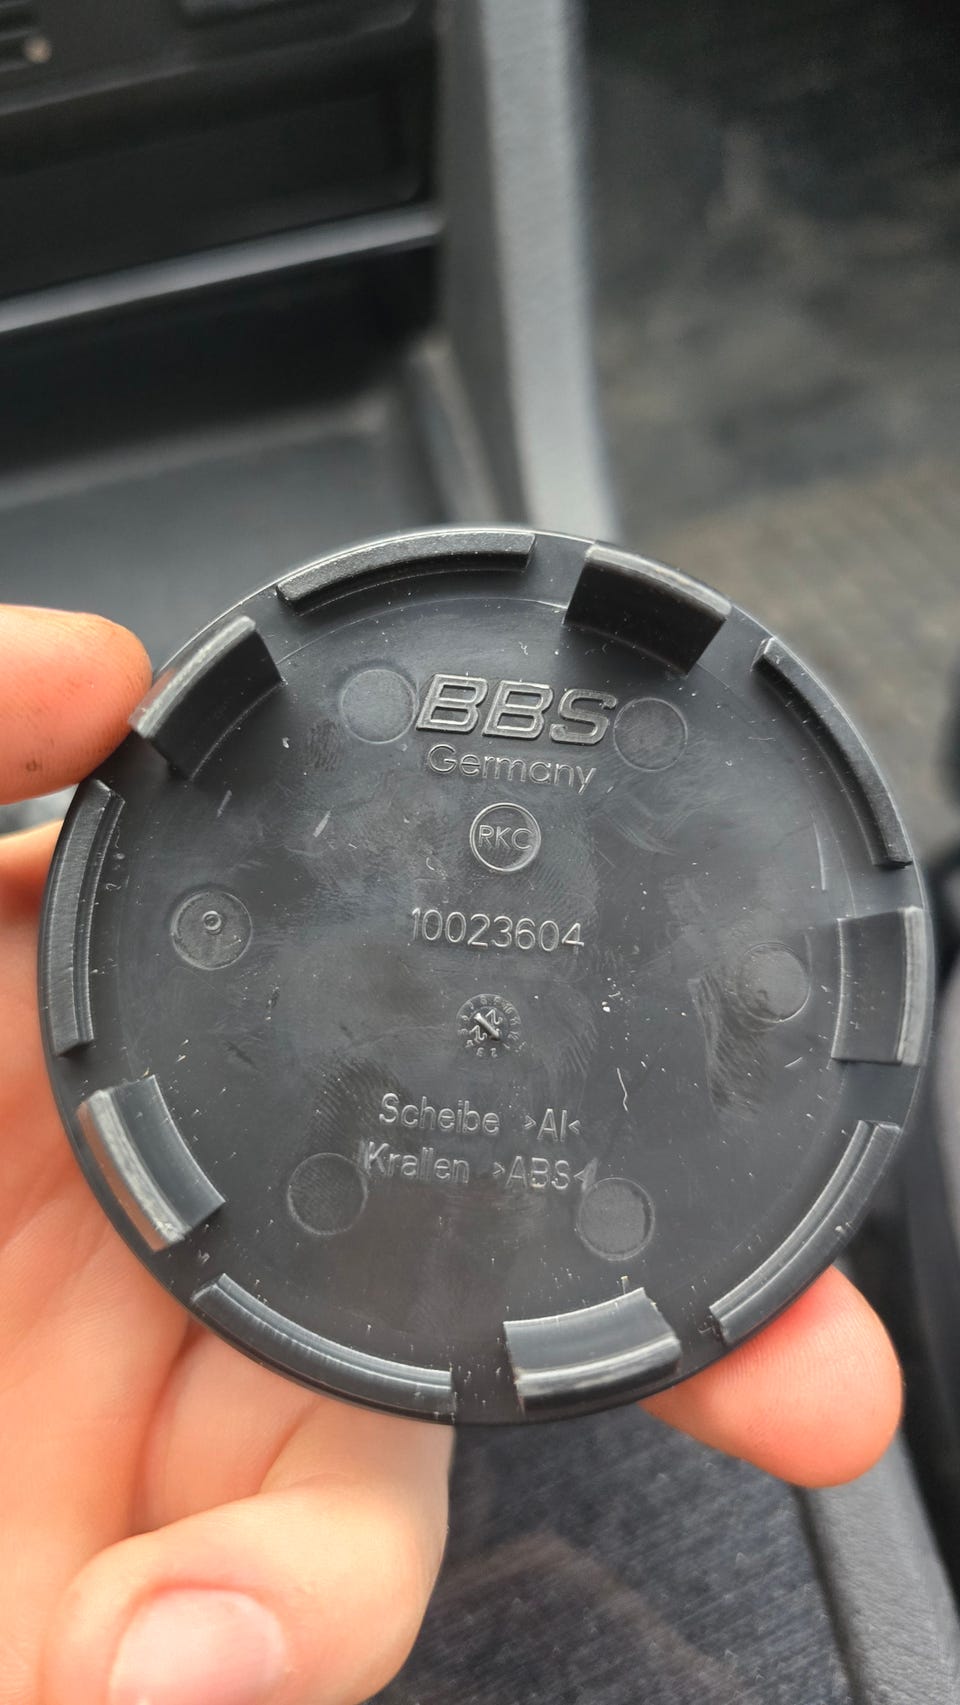 BBS
Germany
RKC
10023604
Scheibe >Al<
Krallen >ABS<